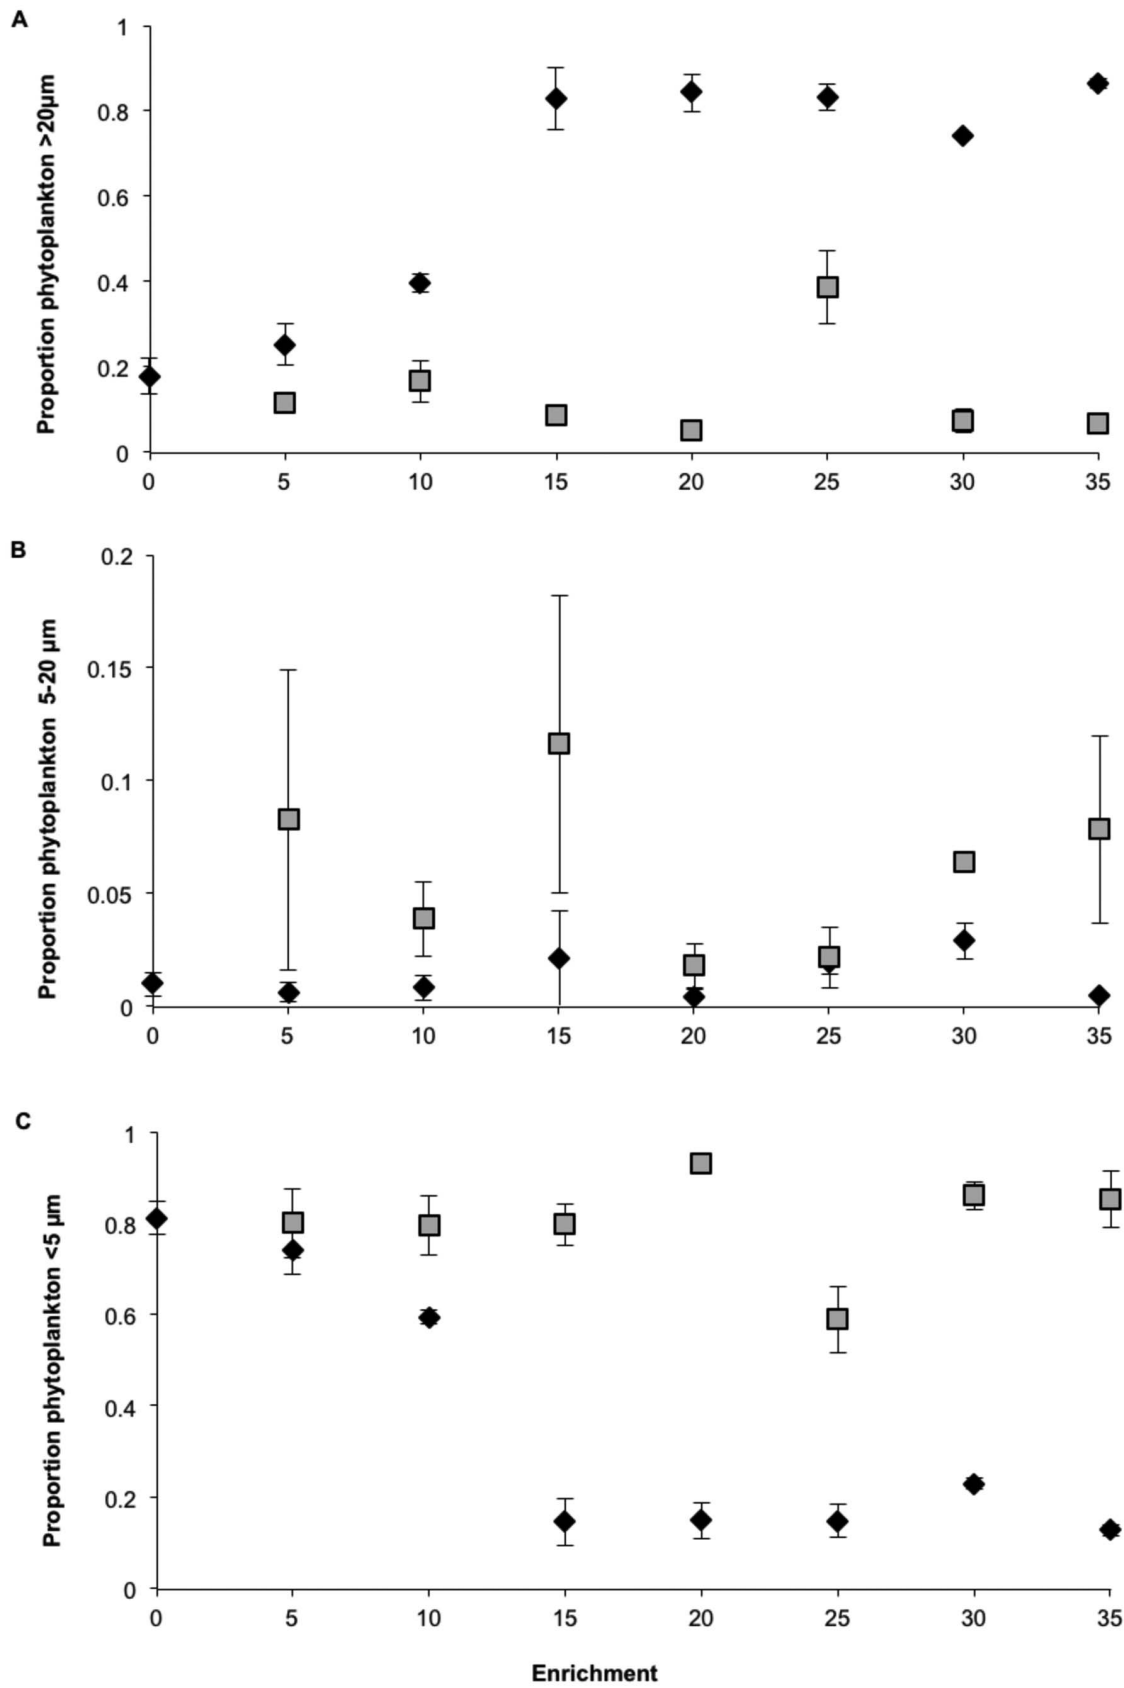 A
Proportion phytoplankton >20µm
1
0.8
0.6
0.4
0.2
0
0 5 10 15 20 25 30 35
B
Proportion phytoplankton 5-20 µm
0.2
0.15
0.1
0.05
0
0 5 10 15 20 25 30 35
C
Proportion phytoplankton <5 µm
1
0.8
0.6
0.4
0.2
0
0 5 10 15 20 25 30 35
Enrichment